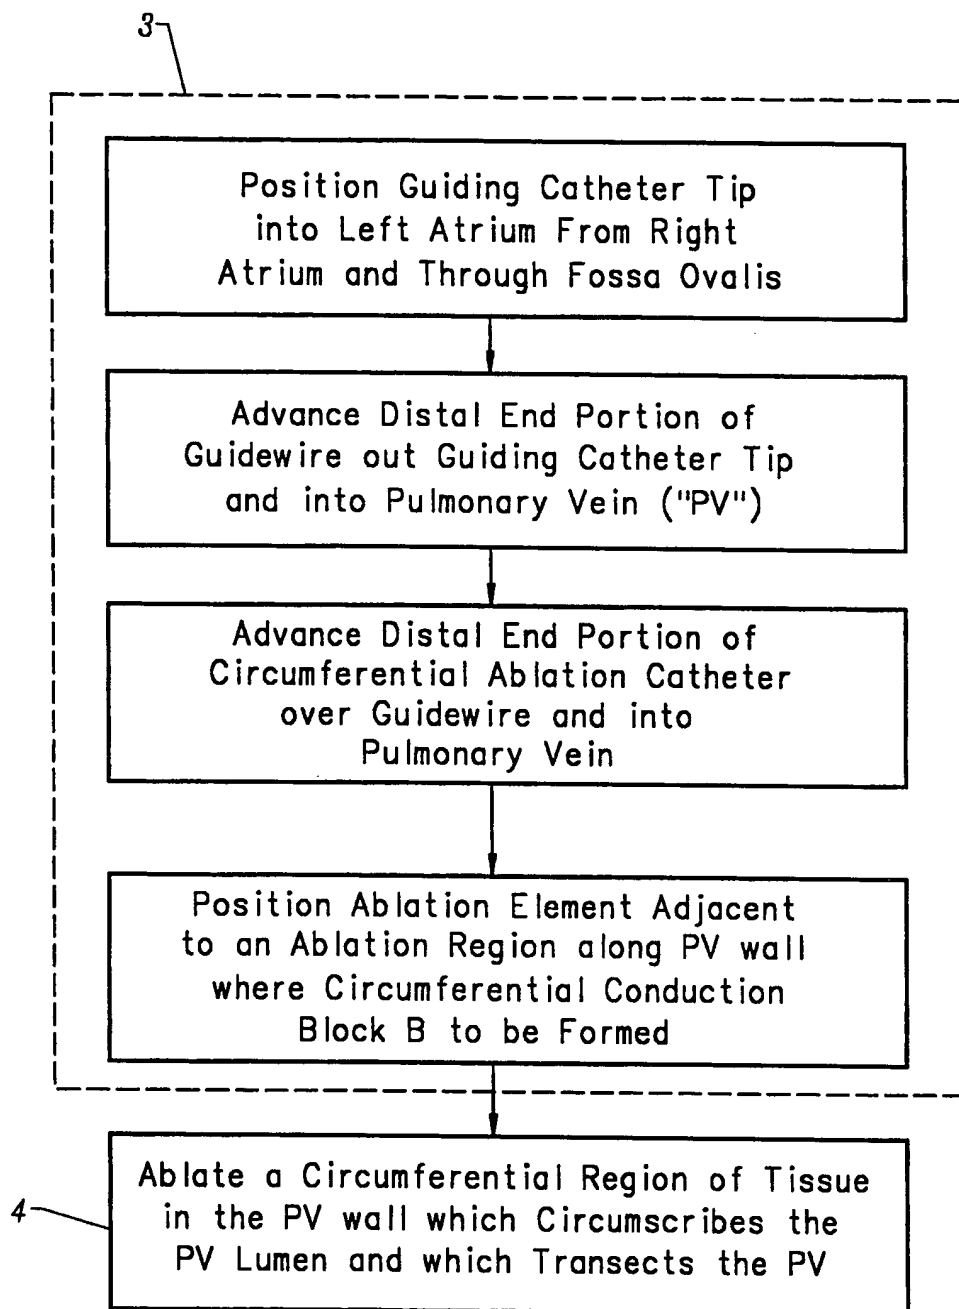 3
Position Guiding Catheter Tip
into Left Atrium From Right
Atrium and Through Fossa Ovalis
Advance Distal End Portion of
Guidewire out Guiding Catheter Tip
and into Pulmonary Vein ("PV")
Advance Distal End Portion of
Circumferential Ablation Catheter
over Guidewire and into
Pulmonary Vein
Position Ablation Element Adjacent
to an Ablation Region along PV wall
where Circumferential Conduction
Block B to be Formed
4
Ablate a Circumferential Region of Tissue
in the PV wall which Circumscribes the
PV Lumen and which Transects the PV